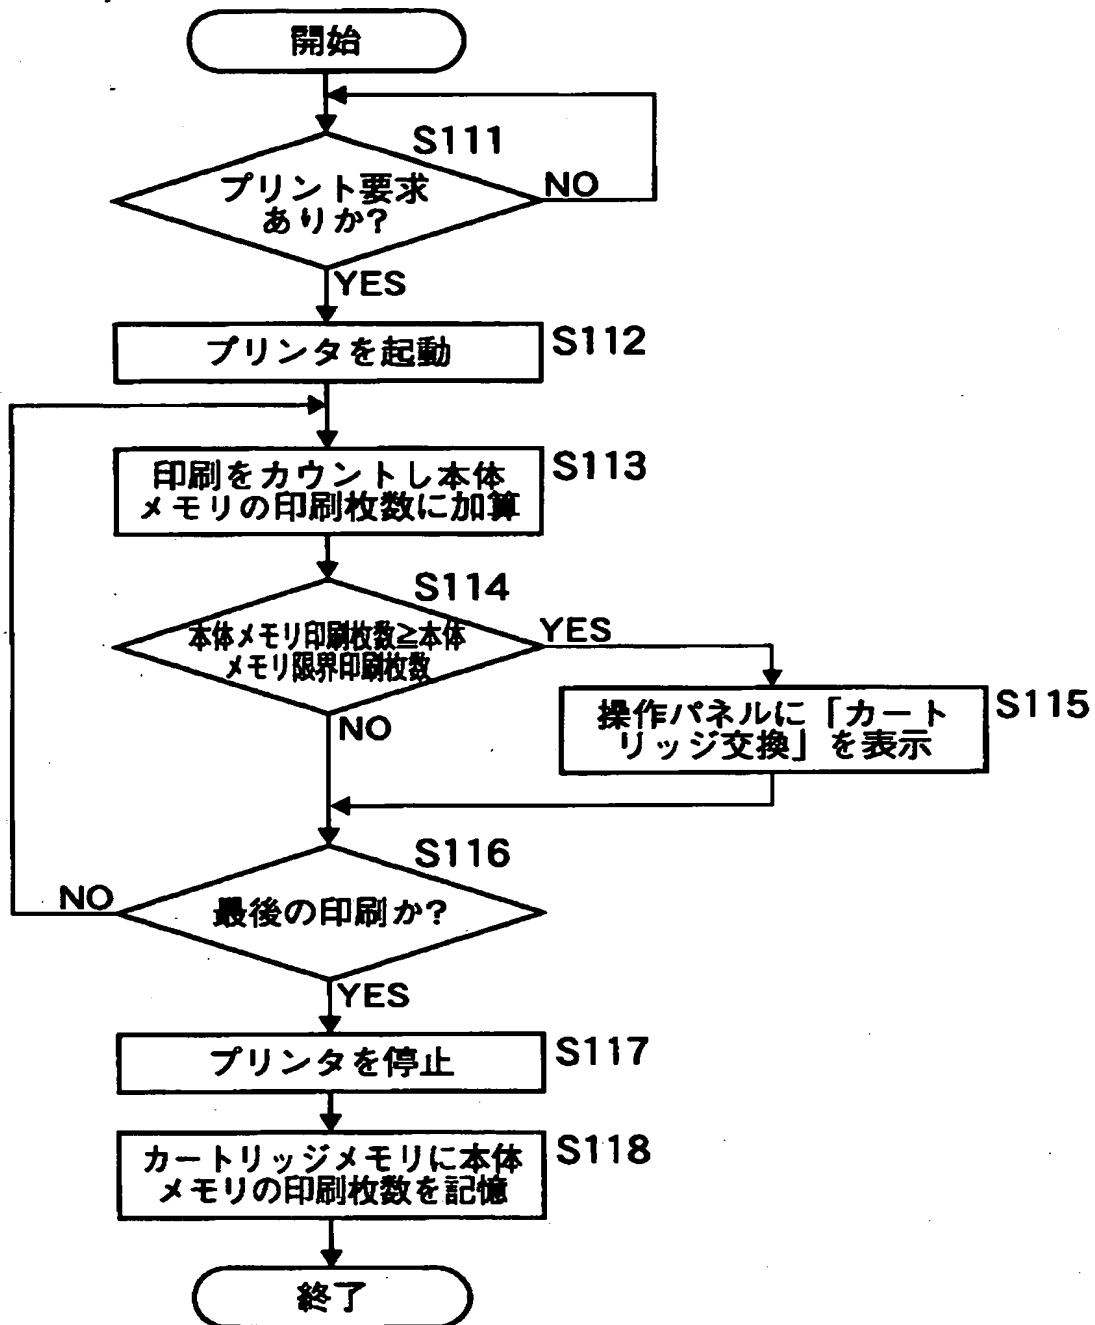 開始
S111
プリント要求
ありか?
NO
YES
プリンタを起動
S112
印刷をカウントし本体
メモリの印刷枚数に加算
S113
S114
本体メモリ印刷枚数≧本体
メモリ限界印刷枚数
YES
NO
操作パネルに「カート
リッジ交換」を表示
S115
S116
最後の印刷か?
NO
YES
プリンタを停止
S117
カートリッジメモリに本体
メモリの印刷枚数を記憶
S118
終了